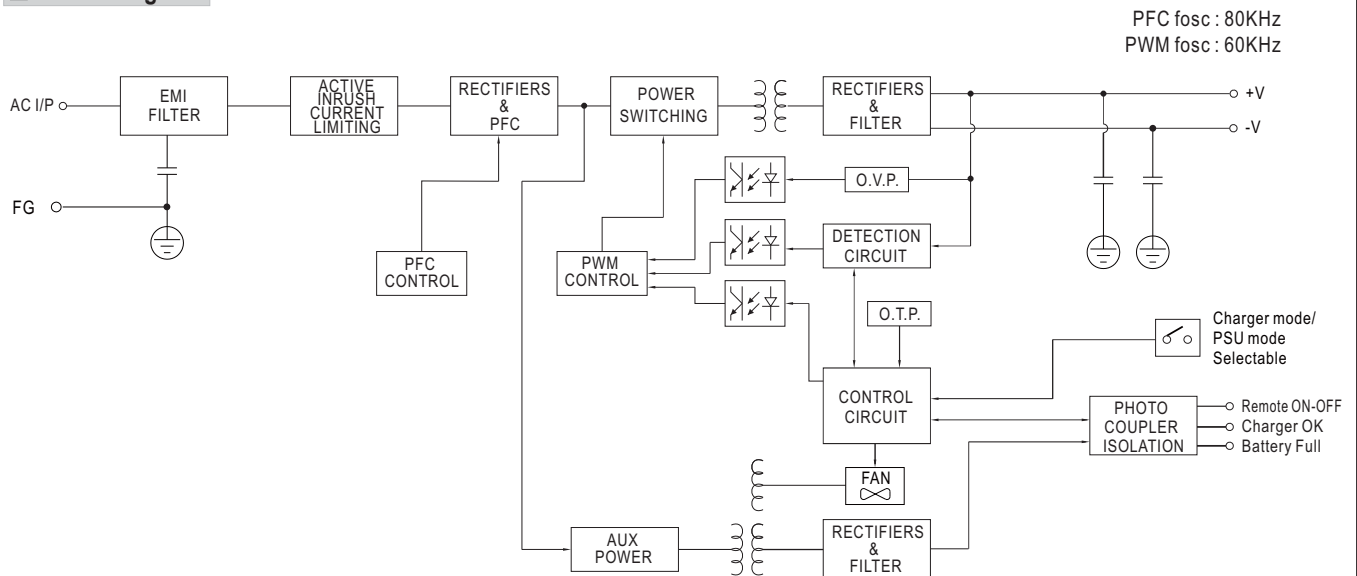 PFC fosc : 80KHz
PWM fosc : 60KHz
AC I/P
EMI
FILTER
ACTIVE
INRUSH
CURRENT
LIMITING
RECTIFIERS
&
PFC
POWER
SWITCHING
RECTIFIERS
&
FILTER
+V
-V
O.V.P.
FG
PFC
CONTROL
PWM
CONTROL
DETECTION
CIRCUIT
O.T.P.
Charger mode/
PSU mode
Selectable
CONTROL
CIRCUIT
PHOTO
COUPLER
ISOLATION
Remote ON-OFF
Charger OK
Battery Full
FAN
AUX
POWER
RECTIFIERS
&
FILTER